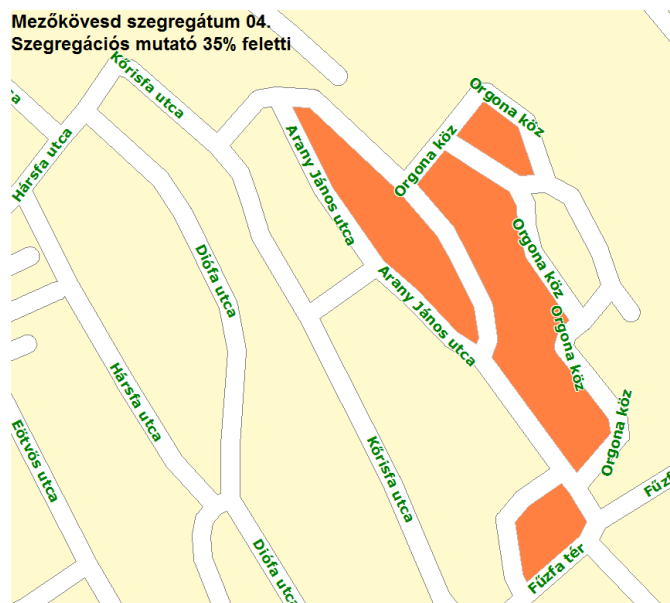 Mezőkövesd szegregátum 04.
Szegregációs mutató 35% feletti
Kőrisfa utca
Orgona köz
Hársfa utca
Arany János utca
Orgona köz
Diófa utca
Orgona köz
Arany János utca
Orgona köz
Hársfa utca
Orgona köz
Kőrisfa utca
Eötvös utca
Diófa utca
Fűzfa tér